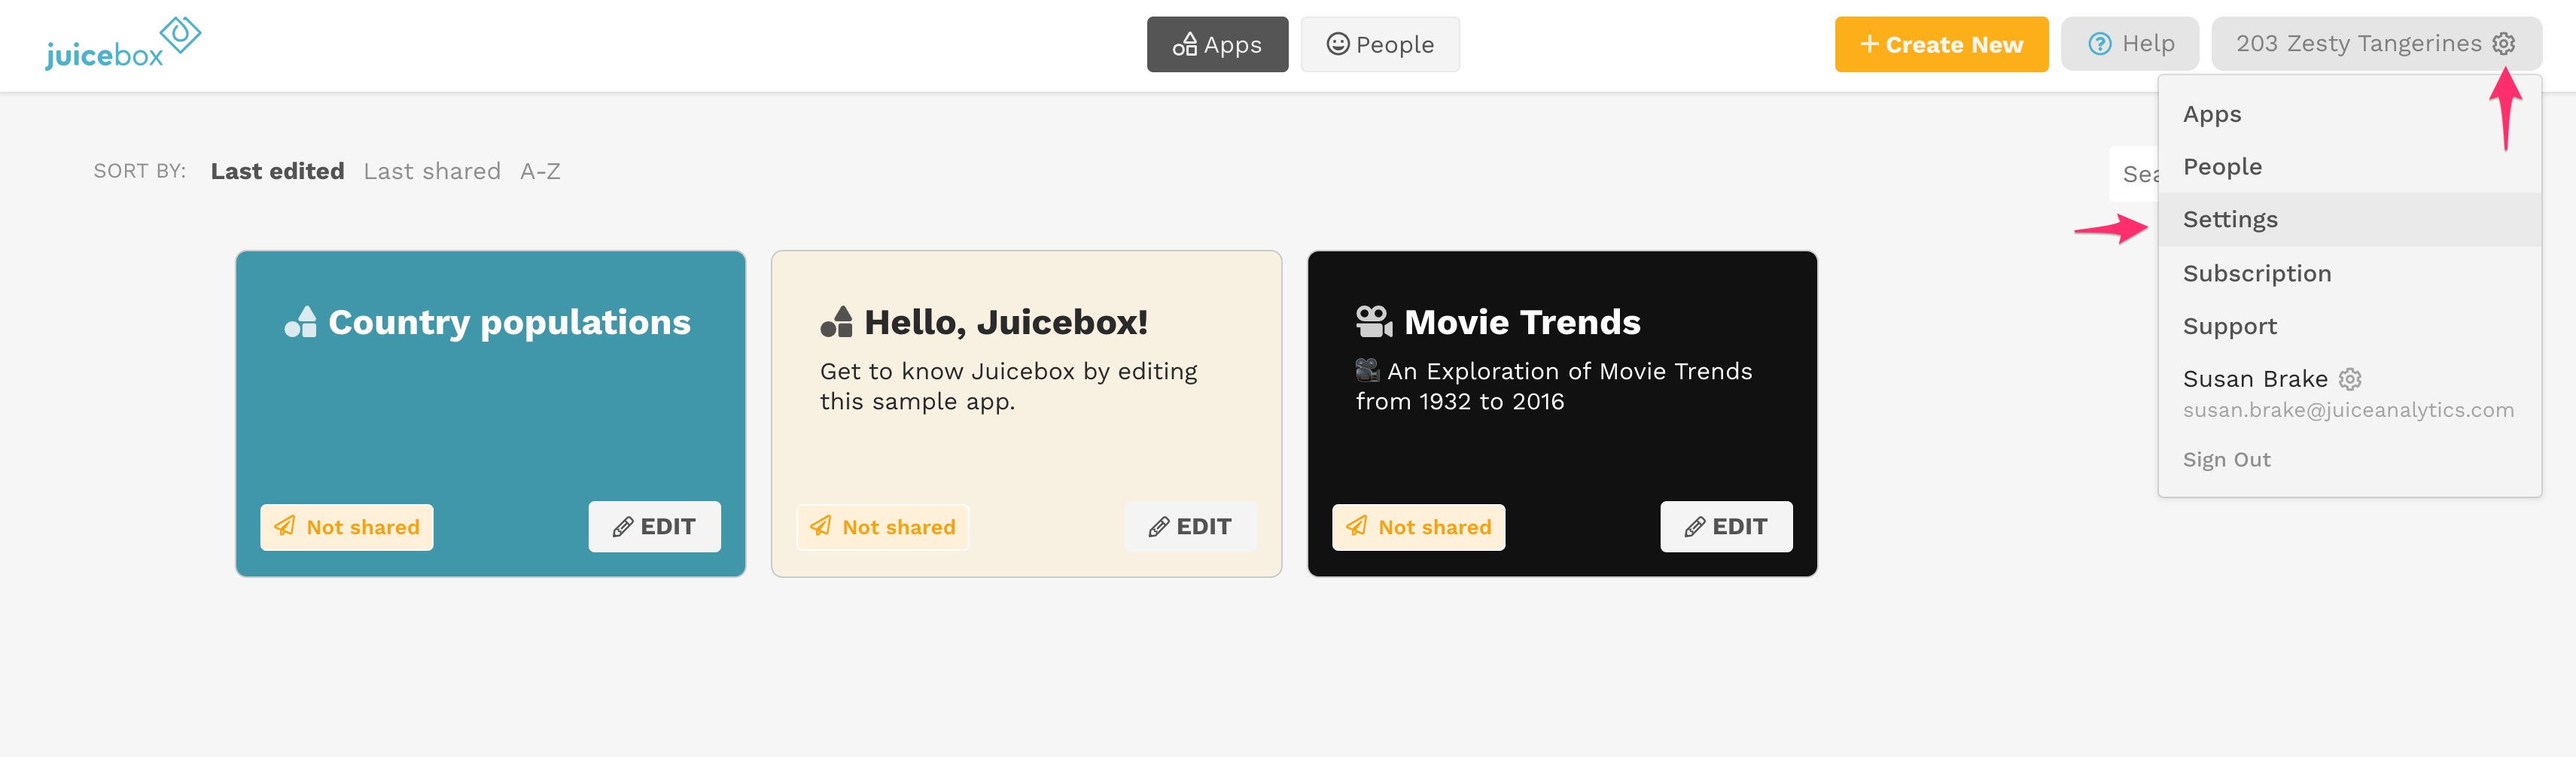 juicebox
Apps
People
Create New
Help
203 Zesty Tangerines
SORT BY: Last edited Last shared A-Z
Apps
People
Settings
Subscription
Support
Susan Brake
susan.brake@juiceanalytics.com
Sign Out
Country populations
Not shared
EDIT
Hello, Juicebox!
Get to know Juicebox by editing
this sample app.
Not shared
EDIT
Movie Trends
🎥 An Exploration of Movie Trends
from 1932 to 2016
Not shared
EDIT